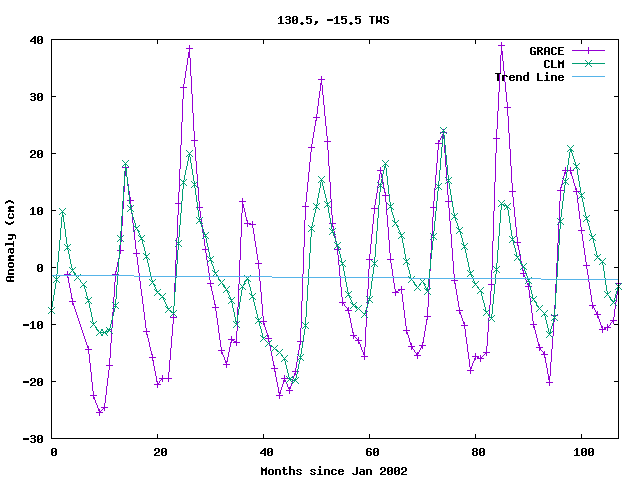 130.5, -15.5 TWS
GRACE
CLM
Trend Line
40
30
20
10
0
-10
-20
-30
Anomaly (cm)
0 20 40 60 80 100
Months since Jan 2002